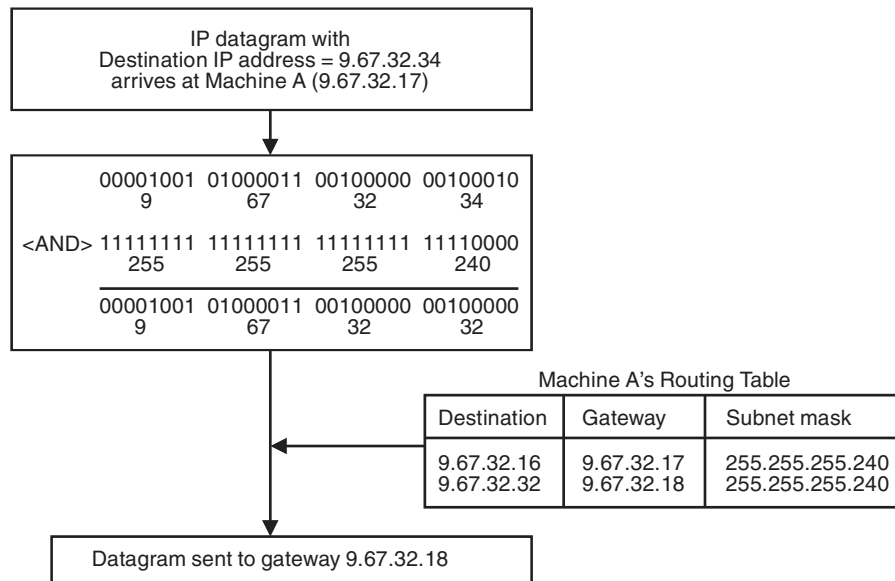 IP datagram with
Destination IP address = 9.67.32.34
arrives at Machine A (9.67.32.17)
00001001 01000011 00100000 00100010
9 67 32 34
<AND> 11111111 11111111 11111111 11110000
255 255 255 240
00001001 01000011 00100000 00100000
9 67 32 32
Machine A's Routing Table
Destination Gateway Subnet mask
9.67.32.16 9.67.32.17 255.255.255.240
9.67.32.32 9.67.32.18 255.255.255.240
Datagram sent to gateway 9.67.32.18